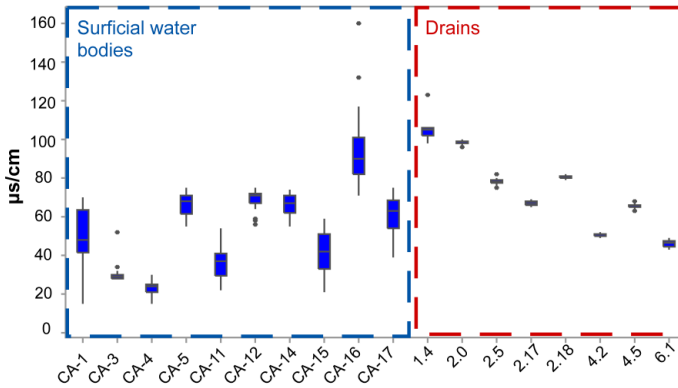 Surficial water
bodies
Drains
µs/cm
160
140
120
100
80
60
40
20
0
CA-1
CA-3
CA-4
CA-5
CA-11
CA-12
CA-14
CA-15
CA-16
CA-17
1.4
2.0
2.5
2.17
2.18
4.2
4.5
6.1